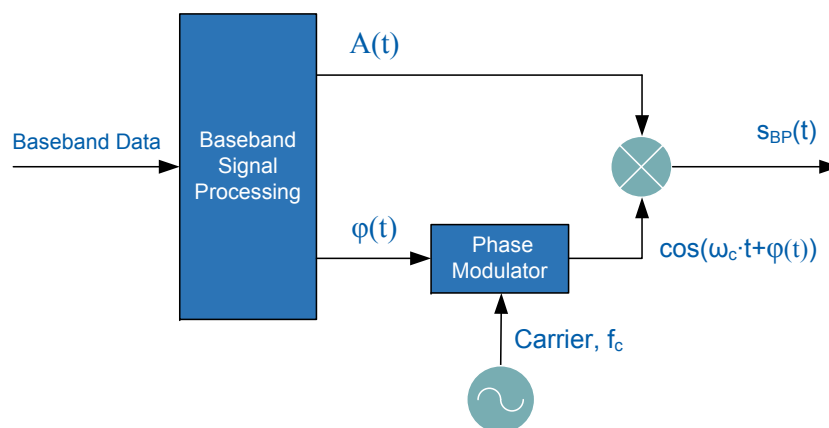 A(t)
Baseband Data
Baseband
Signal
Processing
s_BP(t)
φ(t)
Phase
Modulator
cos(ω_c·t+φ(t))
Carrier, f_c